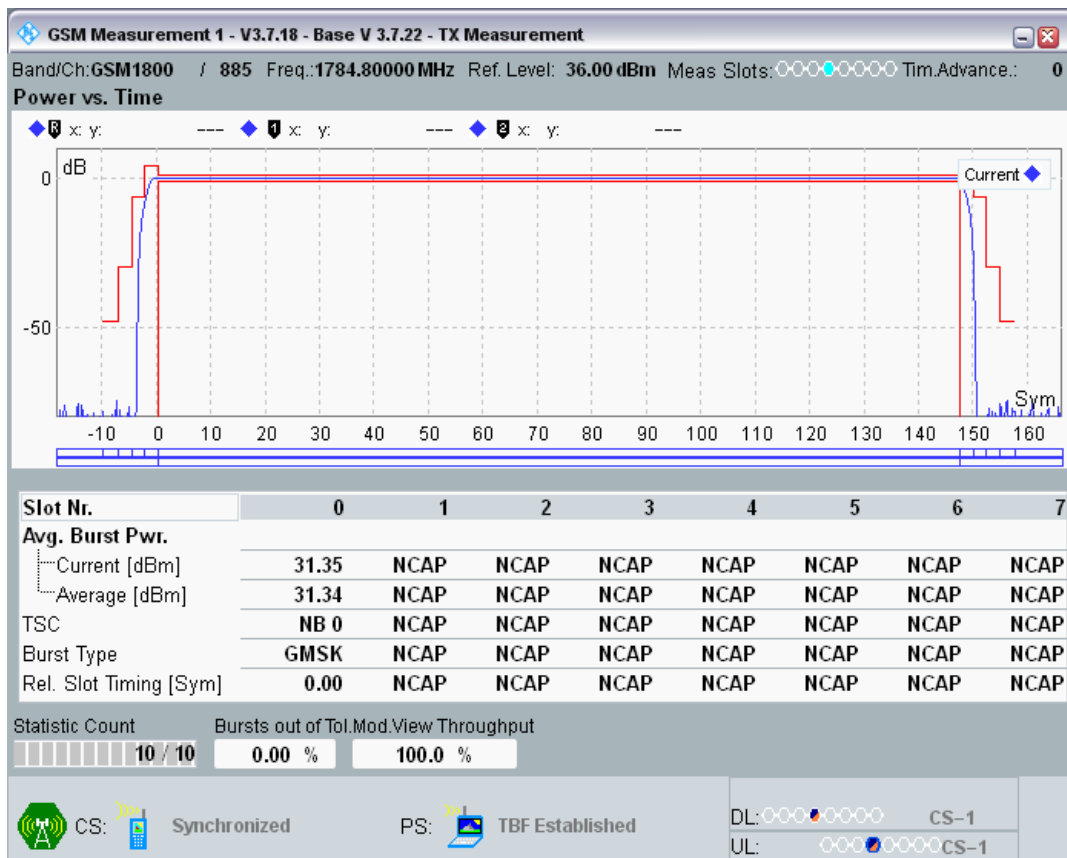 GSM Measurement 1 - V3.7.18 - Base V 3.7.22 - TX Measurement
Band/Ch:GSM1800 / 885 Freq.:1784.80000 MHz Ref. Level: 36.00 dBm Meas Slots: Tim.Advance.: 0
Power vs. Time
R x: y: --- 1 x: y: --- 2 x: y: ---
dB
0
Current
-50
Sym
-10 0 10 20 30 40 50 60 70 80 90 100 110 120 130 140 150 160
Slot Nr. 0 1 2 3 4 5 6 7
Avg. Burst Pwr.
Current [dBm] 31.35 NCAP NCAP NCAP NCAP NCAP NCAP NCAP
Average [dBm] 31.34 NCAP NCAP NCAP NCAP NCAP NCAP NCAP
TSC NB 0 NCAP NCAP NCAP NCAP NCAP NCAP NCAP
Burst Type GMSK NCAP NCAP NCAP NCAP NCAP NCAP NCAP
Rel. Slot Timing [Sym] 0.00 NCAP NCAP NCAP NCAP NCAP NCAP NCAP
Statistic Count Bursts out of Tol.Mod.View Throughput
10 / 10 0.00 % 100.0 %
CS: Synchronized PS: TBF Established
DL: CS-1
UL: CS-1